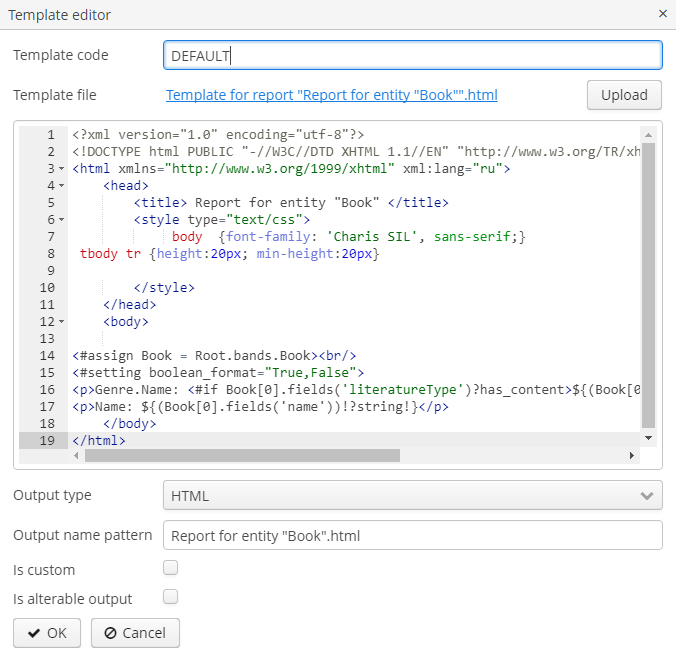 Template editor ×
Template code DEFAULT
Template file Template for report "Report for entity "Book"".html Upload
1 <?xml version="1.0" encoding="utf-8"?>
2 <!DOCTYPE html PUBLIC "-//W3C//DTD XHTML 1.1//EN" "http://www.w3.org/TR/xh
3 <html xmlns="http://www.w3.org/1999/xhtml" xml:lang="ru">
4 <head>
5 <title> Report for entity "Book" </title>
6 <style type="text/css">
7 body {font-family: 'Charis SIL', sans-serif;}
8 tbody tr {height:20px; min-height:20px}
9
10 </style>
11 </head>
12 <body>
13
14 <#assign Book = Root.bands.Book><br/>
15 <#setting boolean_format="True,False">
16 <p>Genre.Name: <#if Book[0].fields('literatureType')?has_content>${(Book[0
17 <p>Name: ${(Book[0].fields('name'))!?string!}</p>
18 </body>
19 </html>
Output type HTML
Output name pattern Report for entity "Book".html
Is custom
Is alterable output
OK Cancel